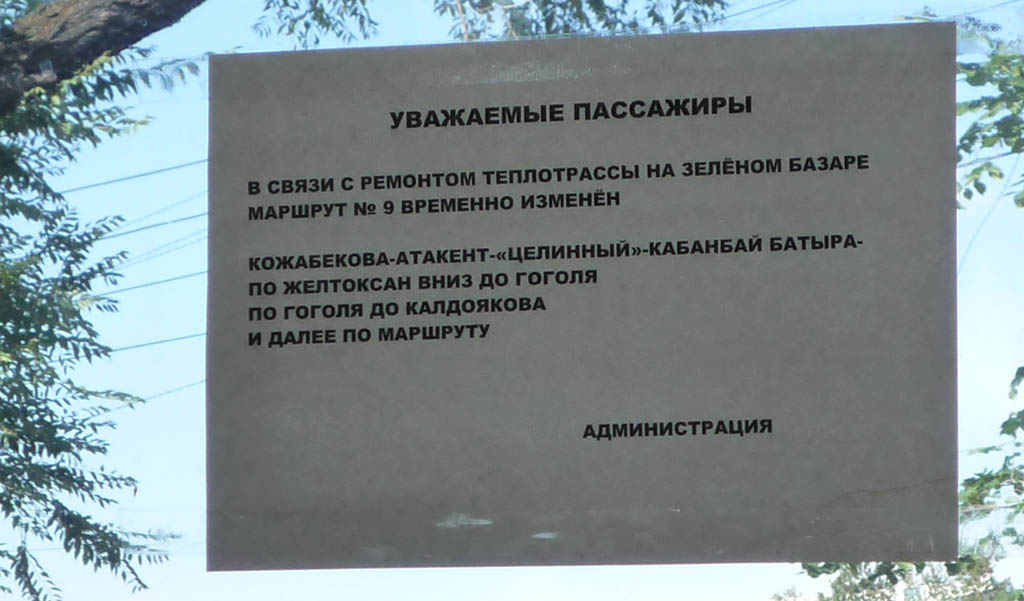 УВАЖАЕМЫЕ ПАССАЖИРЫ
В СВЯЗИ С РЕМОНТОМ ТЕПЛОТРАССЫ НА ЗЕЛЁНОМ БАЗАРЕ
МАРШРУТ № 9 ВРЕМЕННО ИЗМЕНЁН
КОЖАБЕКОВА-АТАКЕНТ-«ЦЕЛИННЫЙ»-КАБАНБАЙ БАТЫРА-
ПО ЖЕЛТОКСАН ВНИЗ ДО ГОГОЛЯ
ПО ГОГОЛЯ ДО КАЛДОЯКОВА
И ДАЛЕЕ ПО МАРШРУТУ
АДМИНИСТРАЦИЯ